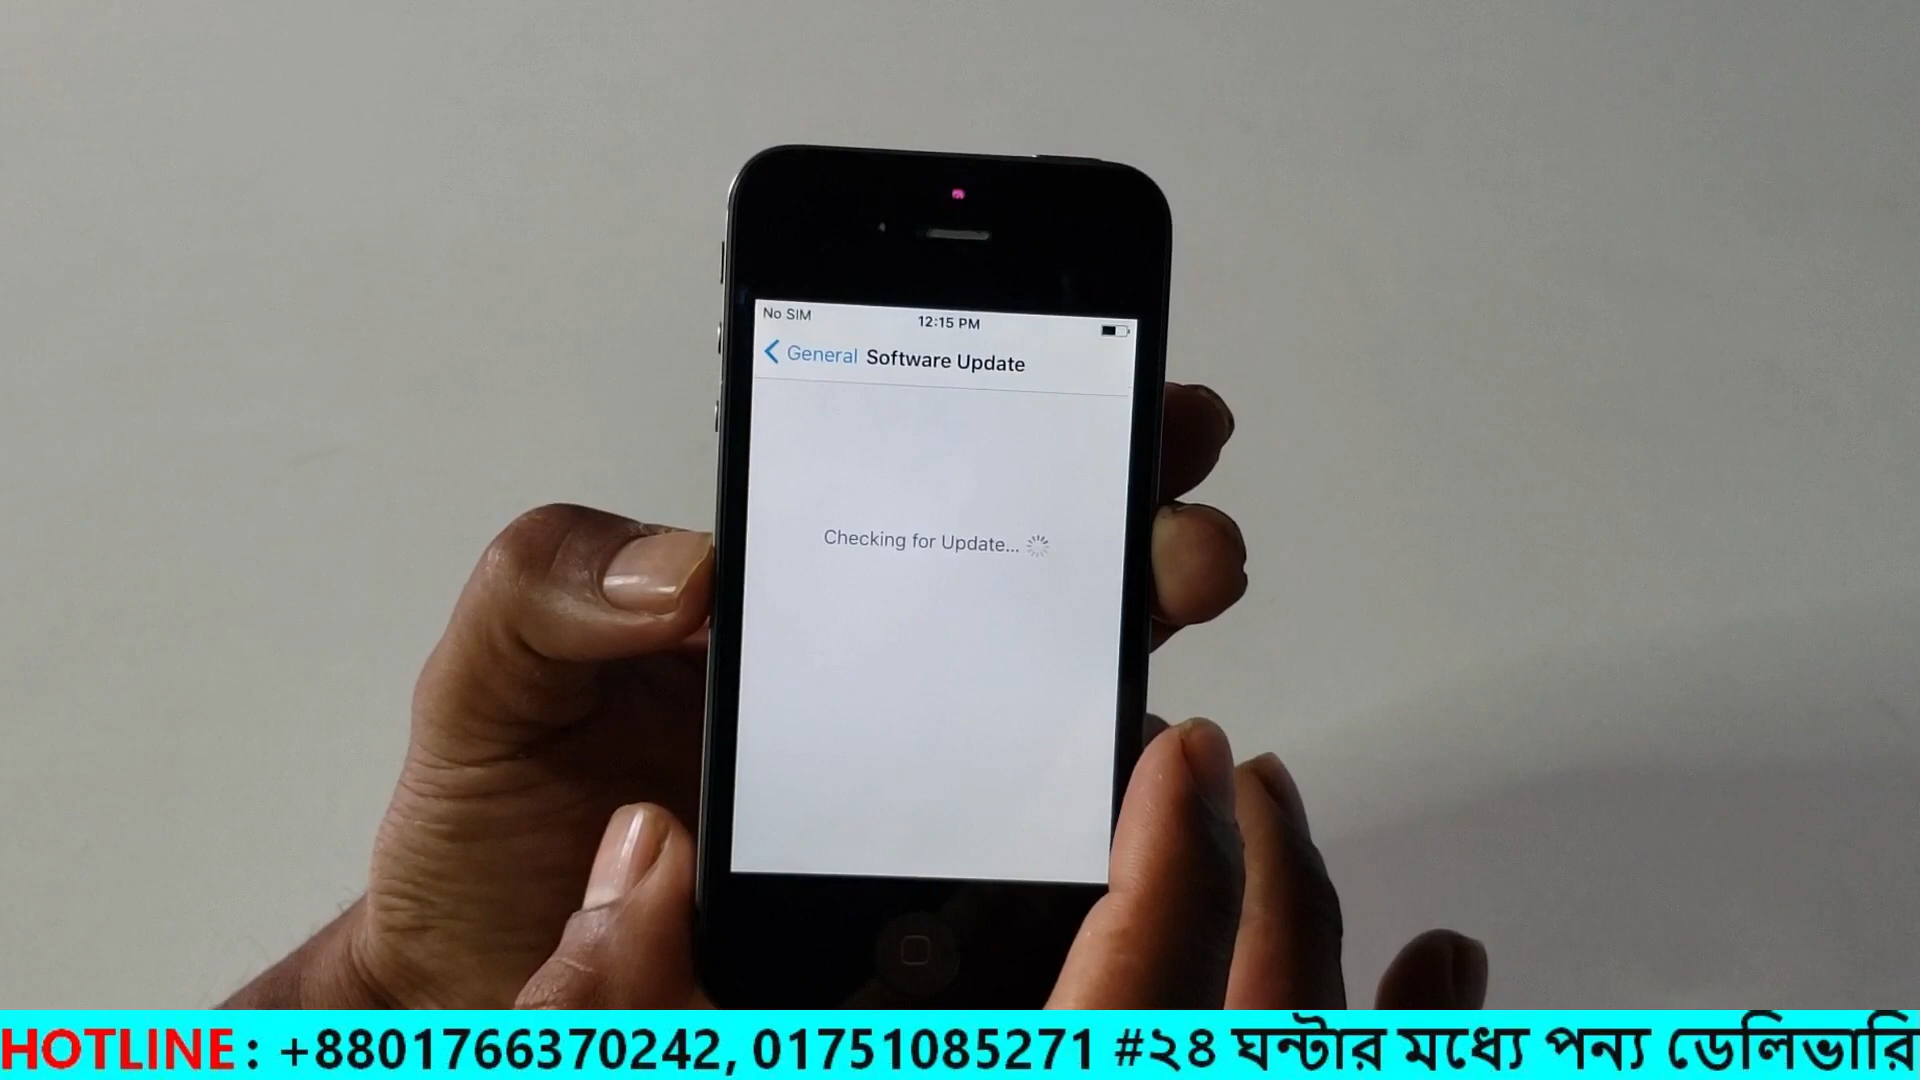 No SIM
12:15 PM
General Software Update
Checking for Update...
HOTLINE : +8801766370242, 01751085271 #২৪ ঘন্টার মধ্যে পন্য ডেলিভারি